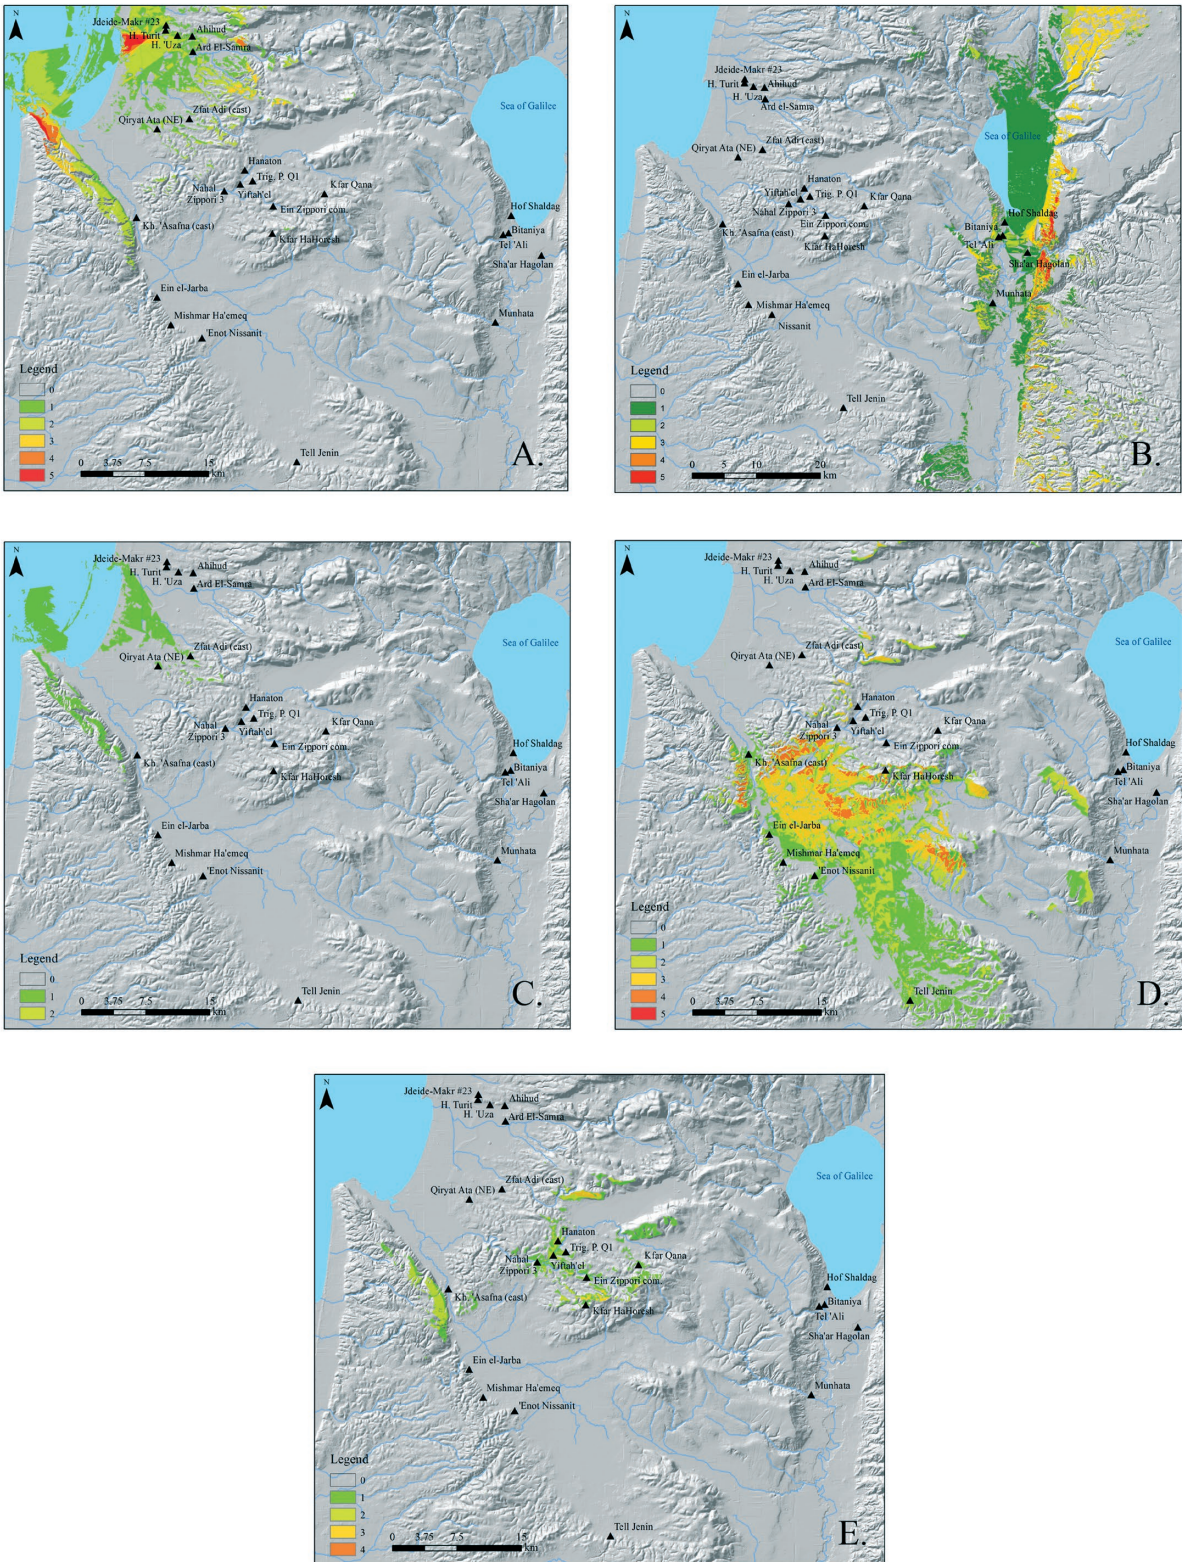 N
Jdeide-Makr #23
H. Turit
H. 'Uza
Ahihud
Ard El-Samra
Sea of Galilee
Zfat Adi (east)
Qiryat Ata (NE)
Hanaton
Trig. P. Q1
Nahal
Zippori 3
Yiftah'el
Kfar Qana
Ein Zippori com.
Kh. 'Asafna (east)
Kfar HaHoresh
Hof Shaldag
Bitaniya
Tel 'Ali
Sha'ar Hagolan
Ein el-Jarba
Mishmar Ha'emeq
'Enot Nissanit
Munhata
Tell Jenin
Legend
0
1
2
3
4
5
0 3.75 7.5 15
km
A.
N
Jdeide-Makr #23
H. Turit
H. 'Uza
Ahihud
Ard el-Samra
Sea of Galilee
Zfat Adi (east)
Qiryat Ata (NE)
Hanaton
Yiftah'el
Trig. P. Q1
Nahal Zippori 3
Kfar Qana
Ein Zippori com.
Kh. 'Asafna (east)
Kfar HaHoresh
Hof Shaldag
Bitaniya
Tel 'Ali
Sha'ar Hagolan
Ein el-Jarba
Mishmar Ha'emeq
Nissanit
Munhata
Tell Jenin
Legend
0
1
2
3
4
5
0 5 10 20
km
B.
N
Jdeide-Makr #23
H. Turit
H. 'Uza
Ahihud
Ard El-Samra
Sea of Galilee
Zfat Adi (east)
Qiryat Ata (NE)
Hanaton
Trig. P. Q1
Nahal
Zippori 3
Yiftah'el
Kfar Qana
Ein Zippori com.
Kh. 'Asafna (east)
Kfar HaHoresh
Hof Shaldag
Bitaniya
Tel 'Ali
Sha'ar Hagolan
Ein el-Jarba
Mishmar Ha'emeq
'Enot Nissanit
Munhata
Tell Jenin
Legend
0
1
2
0 3.75 7.5 15
km
C.
N
Jdeide-Makr #23
H. Turit
H. 'Uza
Ahihud
Ard El-Samra
Sea of Galilee
Zfat Adi (east)
Qiryat Ata (NE)
Hanaton
Trig. P. Q1
Nahal
Zippori 3
Yiftah'el
Kfar Qana
Ein Zippori com.
Kh. 'Asafna (east)
Kfar HaHoresh
Hof Shaldag
Bitaniya
Tel 'Ali
Sha'ar Hagolan
Ein el-Jarba
Mishmar Ha'emeq
'Enot Nissanit
Munhata
Tell Jenin
Legend
0
1
2
3
4
5
0 3.75 7.5 15
km
D.
N
Jdeide-Makr #23
H. Turit
H. 'Uza
Ahihud
Ard El-Samra
Sea of Galilee
Zfat Adi (east)
Qiryat Ata (NE)
Hanaton
Trig. P. Q1
Nahal
Zippori 3
Yiftah'el
Kfar Qana
Ein Zippori com.
Kh. 'Asafna (east)
Kfar HaHoresh
Hof Shaldag
Bitaniya
Tel 'Ali
Sha'ar Hagolan
Ein el-Jarba
Mishmar Ha'emeq
'Enot Nissanit
Munhata
Tell Jenin
Legend
0
1
2
3
4
0 3.75 7.5 15
km
E.